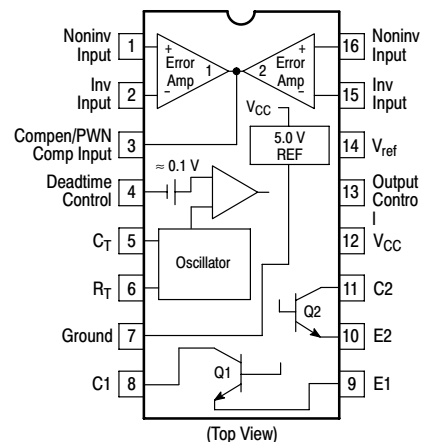 Noninv
Input
1
+
Error
Amp
–
1
2
+
Error
Amp
–
16
Noninv
Input
Inv
Input
2
15
Inv
Input
Compen/PWN
Comp Input
3
VCC
5.0 V
REF
14
Vref
≈ 0.1 V
Deadtime
Control
4
13
Output
Contro
l
CT
5
Oscillator
12
VCC
RT
6
11
C2
Q2
Ground
7
10
E2
C1
8
Q1
9
E1
(Top View)